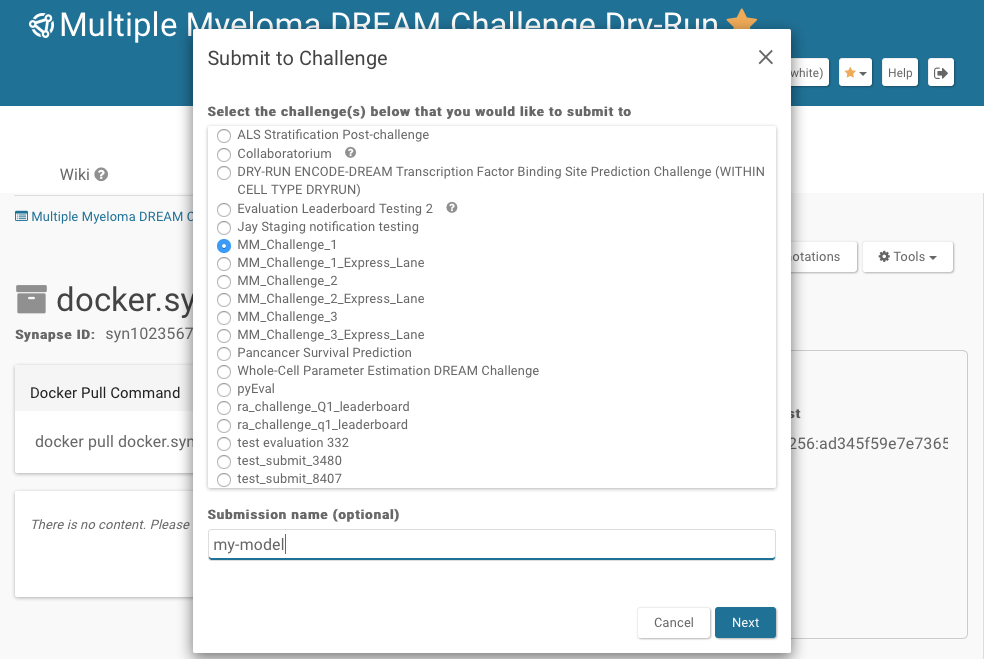 Multiple Myeloma DREAM Challenge Dry-Run
white)
Help
Wiki
Multiple Myeloma DREAM C
Tools
docker.sy
Synapse ID: syn1023567
Docker Pull Command
docker pull docker.syn
256:ad345f59e7e7365
There is no content. Please
Submit to Challenge
Select the challenge(s) below that you would like to submit to
ALS Stratification Post-challenge
Collaboratorium
DRY-RUN ENCODE-DREAM Transcription Factor Binding Site Prediction Challenge (WITHIN
CELL TYPE DRYRUN)
Evaluation Leaderboard Testing 2
Jay Staging notification testing
MM_Challenge_1
MM_Challenge_1_Express_Lane
MM_Challenge_2
MM_Challenge_2_Express_Lane
MM_Challenge_3
MM_Challenge_3_Express_Lane
Pancancer Survival Prediction
Whole-Cell Parameter Estimation DREAM Challenge
pyEval
ra_challenge_Q1_leaderboard
ra_challenge_q1_leaderboard
test evaluation 332
test_submit_3480
test_submit_8407
Submission name (optional)
my-model
Cancel
Next